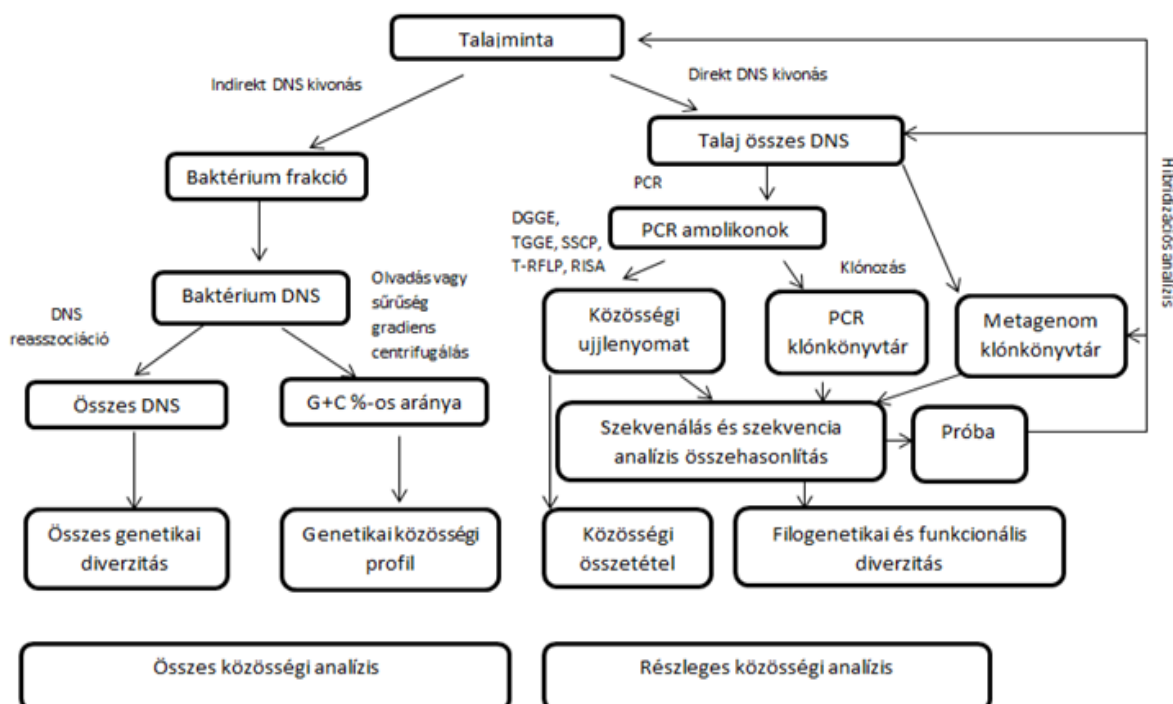 Talajminta
Indirekt DNS kivonás
Direkt DNS kivonás
Talaj összes DNS
Baktérium frakció
PCR
DGGE,
TGGE, SSCP,
T-RFLP, RISA
PCR amplikonok
Hibridizációs analízis
Klónozás
Baktérium DNS
Olvadás vagy
sűrűség
gradiens
centrifugálás
DNS
reasszociáció
Közösségi
ujjlenyomat
PCR
klónkönyvtár
Metagenom
klónkönyvtár
Összes DNS
G+C %-os aránya
Szekvenálás és szekvencia
analízis összehasonlítás
Próba
Összes genetikai
diverzitás
Genetikai közösségi
profil
Közösségi
összetétel
Filogenetikai és funkcionális
diverzitás
Összes közösségi analízis
Részleges közösségi analízis